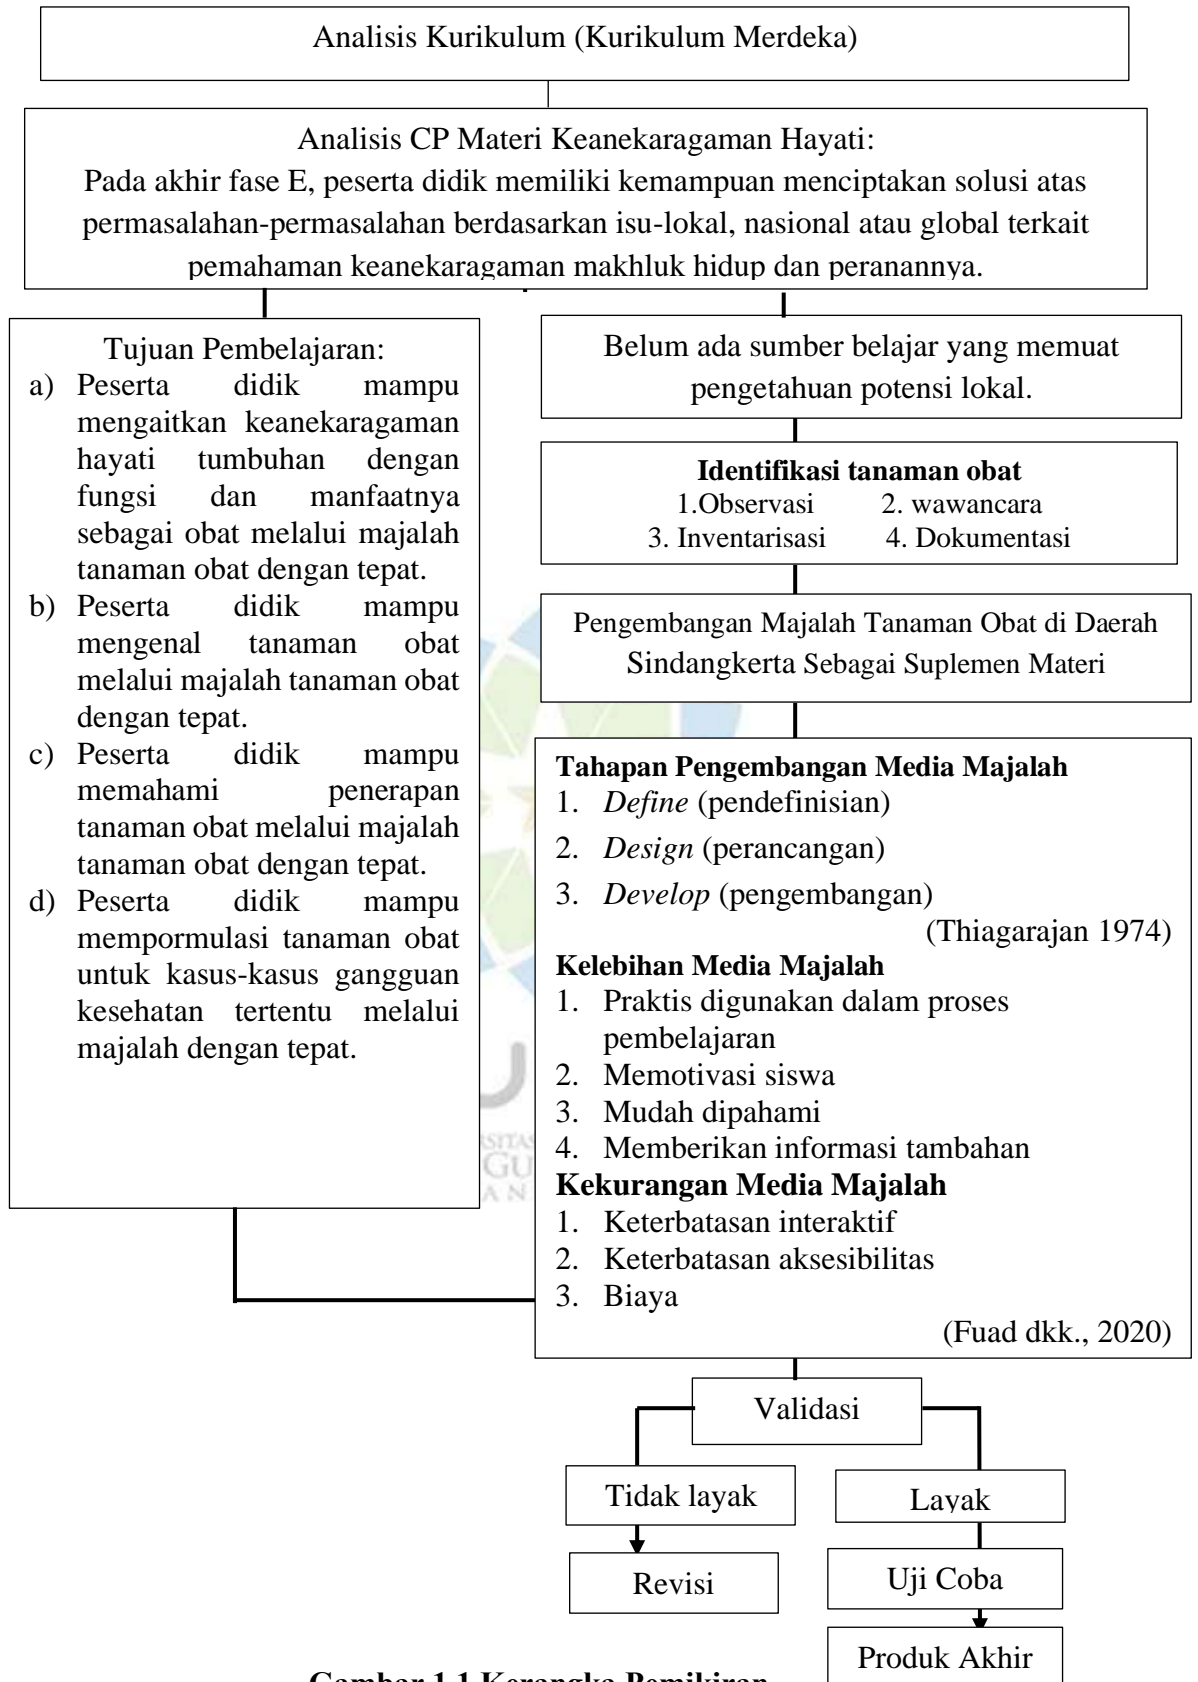 Analisis Kurikulum (Kurikulum Merdeka)
Analisis CP Materi Keanekaragaman Hayati:
Pada akhir fase E, peserta didik memiliki kemampuan menciptakan solusi atas
permasalahan-permasalahan berdasarkan isu-lokal, nasional atau global terkait
pemahaman keanekaragaman makhluk hidup dan peranannya.
Tujuan Pembelajaran:
a) Peserta didik mampu
mengaitkan keanekaragaman
hayati tumbuhan dengan
fungsi dan manfaatnya
sebagai obat melalui majalah
tanaman obat dengan tepat.
b) Peserta didik mampu
mengenal tanaman obat
melalui majalah tanaman obat
dengan tepat.
c) Peserta didik mampu
memahami penerapan
tanaman obat melalui majalah
tanaman obat dengan tepat.
d) Peserta didik mampu
mempormulasi tanaman obat
untuk kasus-kasus gangguan
kesehatan tertentu melalui
majalah dengan tepat.
Belum ada sumber belajar yang memuat
pengetahuan potensi lokal.
Identifikasi tanaman obat
1.Observasi 2. wawancara
3. Inventarisasi 4. Dokumentasi
Pengembangan Majalah Tanaman Obat di Daerah
Sindangkerta Sebagai Suplemen Materi
Tahapan Pengembangan Media Majalah
1. Define (pendefinisian)
2. Design (perancangan)
3. Develop (pengembangan)
(Thiagarajan 1974)
Kelebihan Media Majalah
1. Praktis digunakan dalam proses
pembelajaran
2. Memotivasi siswa
3. Mudah dipahami
4. Memberikan informasi tambahan
Kekurangan Media Majalah
1. Keterbatasan interaktif
2. Keterbatasan aksesibilitas
3. Biaya
(Fuad dkk., 2020)
Validasi
Tidak layak
Layak
Revisi
Uji Coba
Produk Akhir
Gambar 1.1 Kerangka Pemikiran